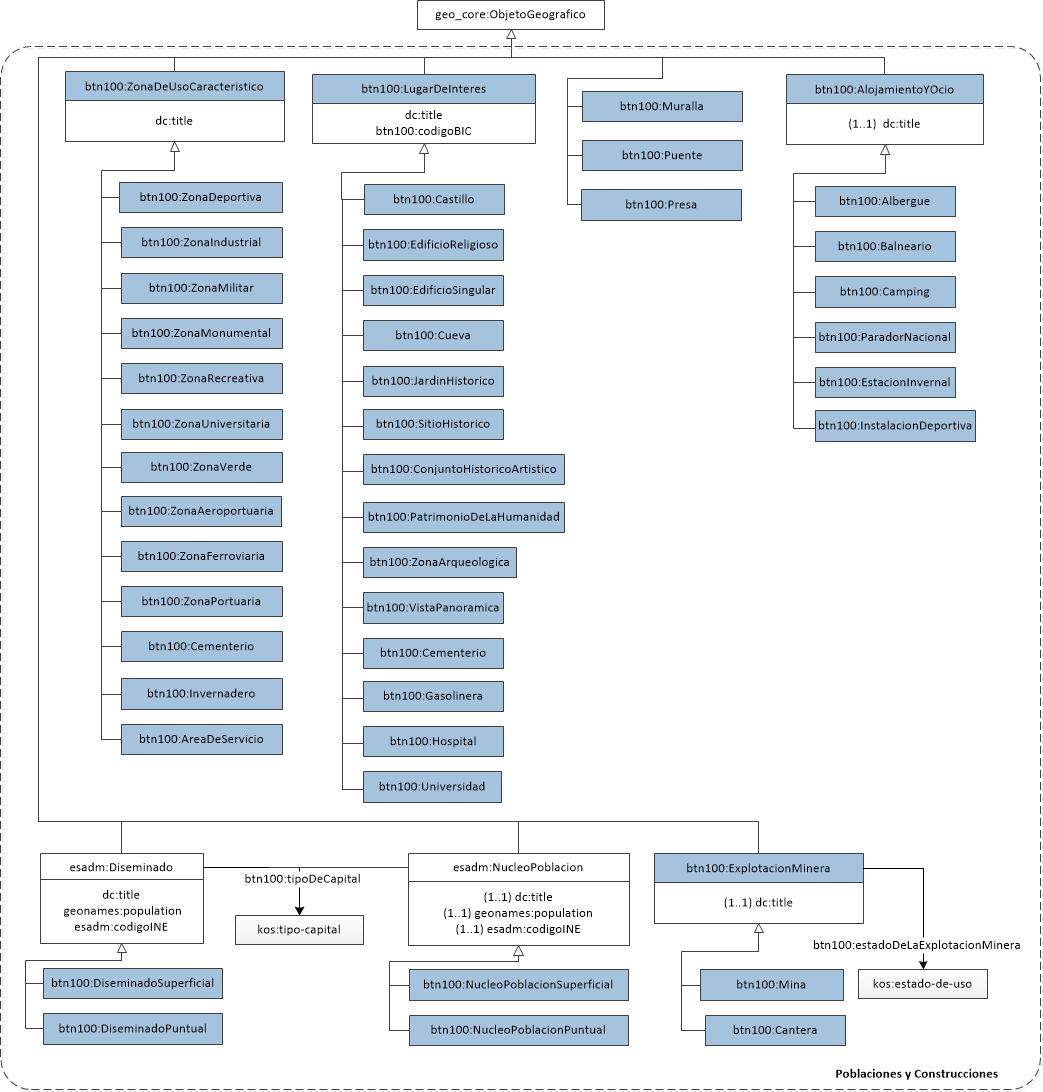 geo_core:ObjetoGeografico
btn100:ZonaDeUsoCaracteristico
dc:title
btn100:ZonaDeportiva
btn100:ZonaIndustrial
btn100:ZonaMilitar
btn100:ZonaMonumental
btn100:ZonaRecreativa
btn100:ZonaUniversitaria
btn100:ZonaVerde
btn100:ZonaAeroportuaria
btn100:ZonaFerroviaria
btn100:ZonaPortuaria
btn100:Cementerio
btn100:Invernadero
btn100:AreaDeServicio
btn100:LugarDeInteres
dc:title
btn100:codigoBIC
btn100:Castillo
btn100:EdificioReligioso
btn100:EdificioSingular
btn100:Cueva
btn100:JardinHistorico
btn100:SitioHistorico
btn100:ConjuntoHistoricoArtistico
btn100:PatrimonioDeLaHumanidad
btn100:ZonaArqueologica
btn100:VistaPanoramica
btn100:Cementerio
btn100:Gasolinera
btn100:Hospital
btn100:Universidad
btn100:Muralla
btn100:Puente
btn100:Presa
btn100:AlojamientoYOcio
(1..1) dc:title
btn100:Albergue
btn100:Balneario
btn100:Camping
btn100:ParadorNacional
btn100:EstacionInvernal
btn100:InstalacionDeportiva
esadm:Diseminado
dc:title
geonames:population
esadm:codigoINE
btn100:DiseminadoSuperficial
btn100:DiseminadoPuntual
btn100:tipoDeCapital
kos:tipo-capital
esadm:NucleoPoblacion
(1..1) dc:title
(1..1) geonames:population
(1..1) esadm:codigoINE
btn100:NucleoPoblacionSuperficial
btn100:NucleoPoblacionPuntual
btn100:ExplotacionMinera
(1..1) dc:title
btn100:Mina
btn100:Cantera
btn100:estadoDeLaExplotacionMinera
kos:estado-de-uso
Poblaciones y Construcciones